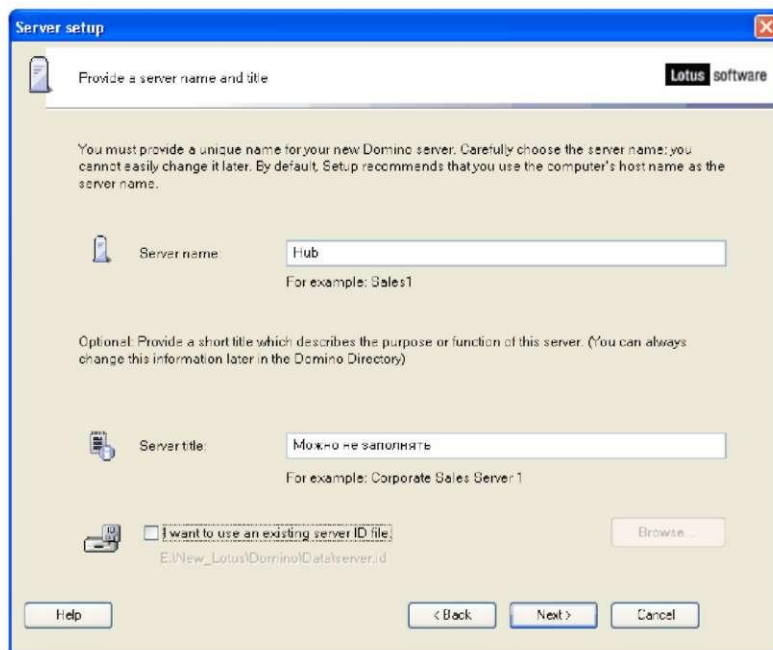 Server setup
Provide a server name and title
Lotus software
You must provide a unique name for your new Domino server. Carefully choose the server name; you
cannot easily change it later. By default, Setup recommends that you use the computer's host name as the
server name.
Server name:
Hub
For example: Sales1
Optional: Provide a short title which describes the purpose or function of this server. (You can always
change this information later in the Domino Directory)
Server title:
Можно не заполнять
For example: Corporate Sales Server 1
I want to use an existing server ID file:
Browse...
E:\New_Lotus\Domino\Data\server.id
Help
< Back
Next >
Cancel